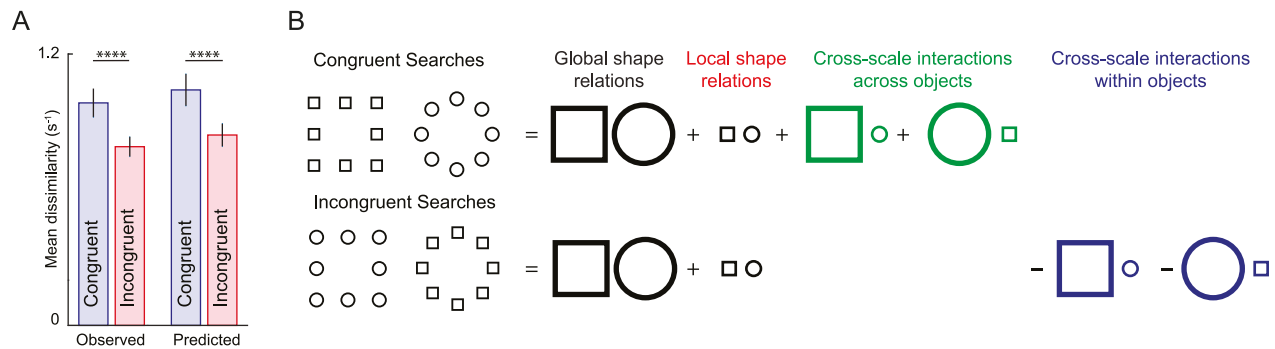 A
1.2
****
****
Mean dissimilarity (s⁻¹)
Congruent
Incongruent
Congruent
Incongruent
0
Observed
Predicted
B
Congruent Searches
Global shape
relations
Local shape
relations
Cross-scale interactions
across objects
Cross-scale interactions
within objects
= + + +
Incongruent Searches
= + – –